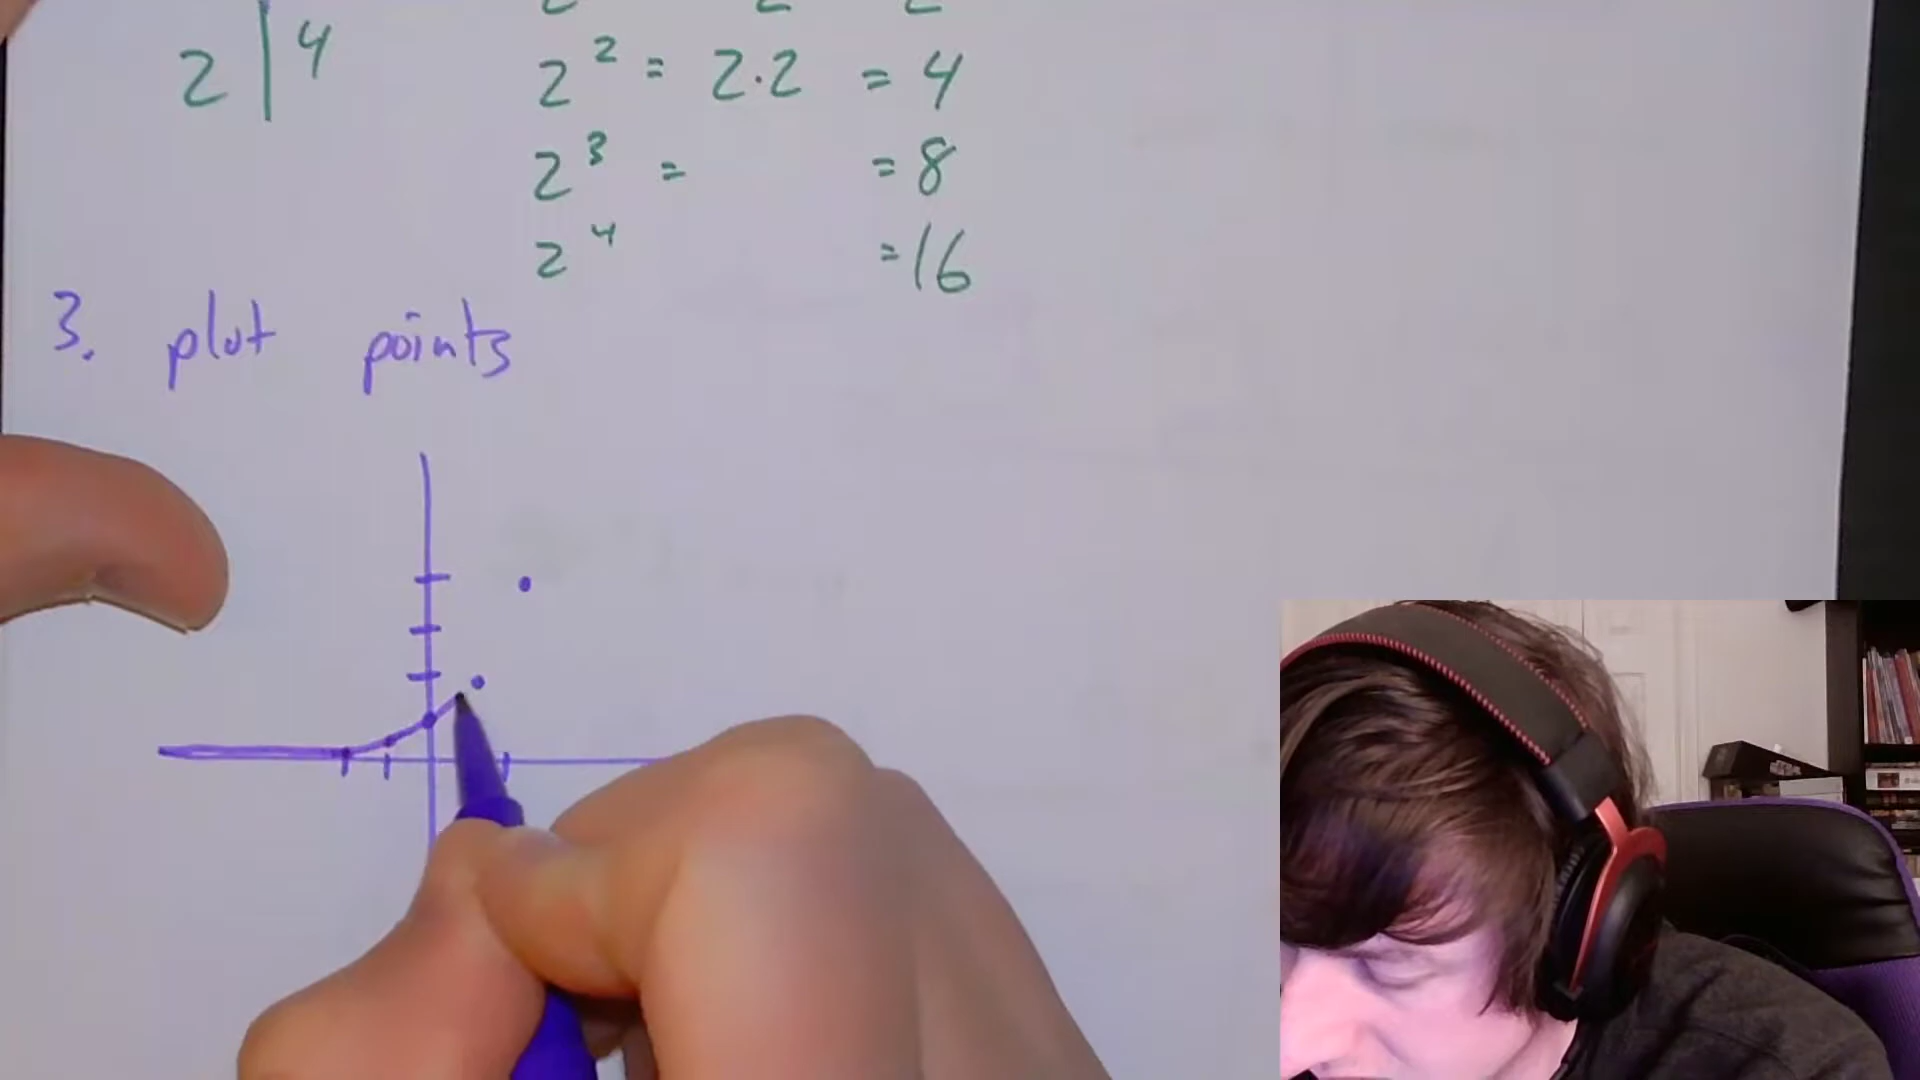 2 | 4
2² = 2·2 = 4
2³ = = 8
2⁴ = 16
3. plot points